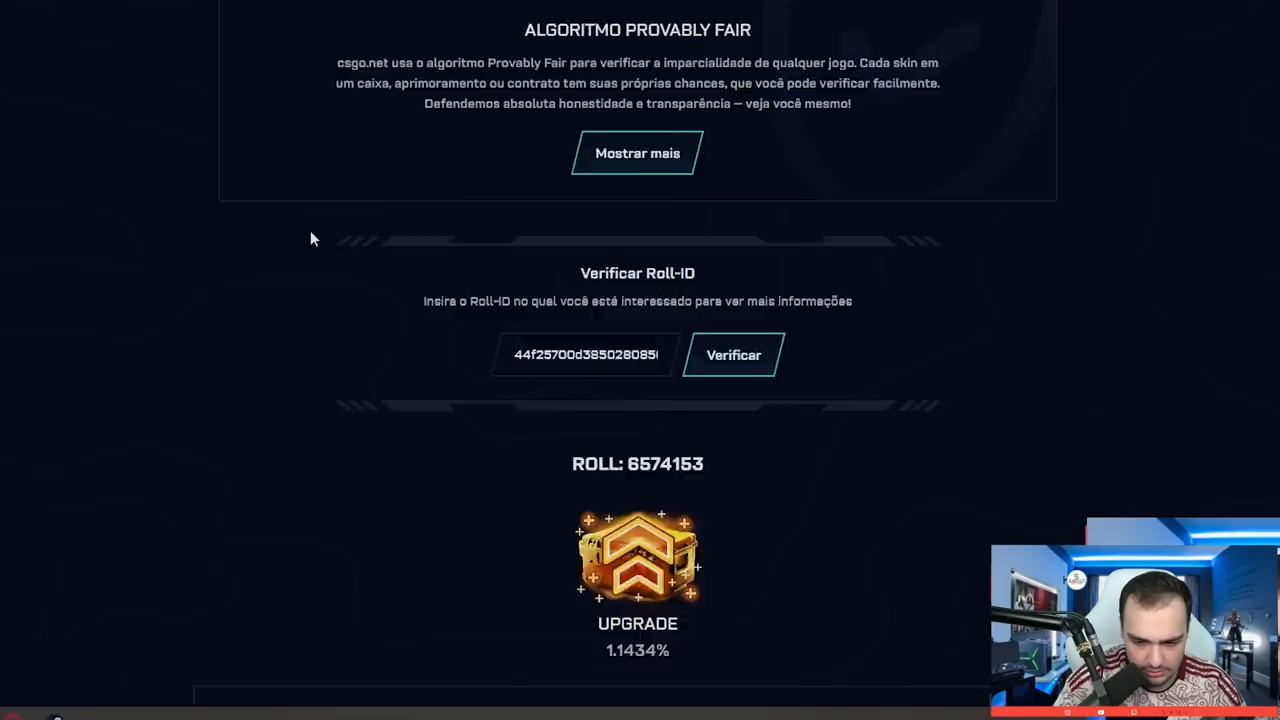 ALGORITMO PROVABLY FAIR
csgo.net usa o algoritmo Provably Fair para verificar a imparcialidade de qualquer jogo. Cada skin em
um caixa, aprimoramento ou contrato tem suas próprias chances, que você pode verificar facilmente.
Defendemos absoluta honestidade e transparência — veja você mesmo!
Mostrar mais
Verificar Roll-ID
Insira o Roll-ID no qual você está interessado para ver mais informações
44f25700d3850280850
Verificar
ROLL: 6574153
UPGRADE
1.1434%